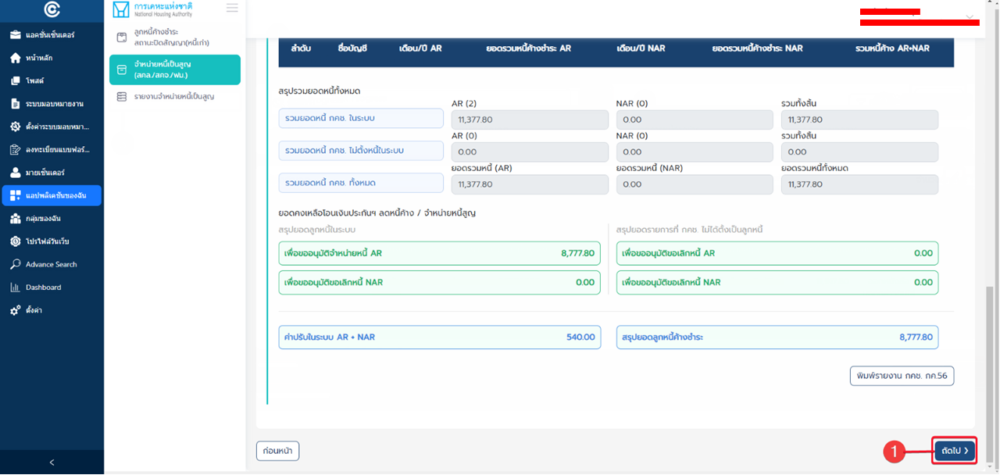 การเคหะแห่งชาติ
National Housing Authority
แอคชั่นเซ็นเตอร์
หน้าหลัก
โพสต์
ระบบมอบหมายงาน
ตั้งค่าระบบมอบหมา...
ลงทะเบียนแบบฟอร์...
มายเซ็นเตอร์
แอปพลิเคชันของฉัน
กลุ่มของฉัน
โปรไฟล์วันเว็บ
Advance Search
Dashboard
ตั้งค่า
ลูกหนี้ค้างชำระ
สถานะปิดสัญญา(หนี้เก่า)
จำหน่ายหนี้เป็นสูญ
(สคล./สคจ./ฟม.)
รายงานจำหน่ายหนี้เป็นสูญ
ลำดับ ชื่อบัญชี เดือน/ปี AR ยอดรวมหนี้ค้างชำระ AR เดือน/ปี NAR ยอดรวมหนี้ค้างชำระ NAR รวมหนี้ค้าง AR+NAR
สรุปรวมยอดหนี้ทั้งหมด
AR (2) NAR (0) รวมทั้งสิ้น
รวมยอดหนี้ กคช. ในระบบ 11,377.80 0.00 11,377.80
AR (0) NAR (0) รวมทั้งสิ้น
รวมยอดหนี้ กคช. ไม่ตั้งหนี้ในระบบ 0.00 0.00 0.00
ยอดรวมหนี้ (AR) ยอดรวมหนี้ (NAR) ยอดรวมหนี้ทั้งหมด
รวมยอดหนี้ กคช. ทั้งหมด 11,377.80 0.00 11,377.80
ยอดคงเหลือโอนเงินประกันฯ ลดหนี้ค้าง / จำหน่ายหนี้สูญ
สรุปยอดลูกหนี้ในระบบ สรุปยอดรายการที่ กคช. ไม่ได้ตั้งเป็นลูกหนี้
เพื่อขออนุมัติจำหน่ายหนี้ AR 8,777.80 เพื่อขออนุมัติขอเลิกหนี้ AR 0.00
เพื่อขออนุมัติขอเลิกหนี้ NAR 0.00 เพื่อขออนุมัติขอเลิกหนี้ NAR 0.00
ค่าปรับในระบบ AR + NAR 540.00 สรุปยอดลูกหนี้ค้างชำระ 8,777.80
พิมพ์รายงาน กคช. กค.56
ก่อนหน้า 1 ถัดไป